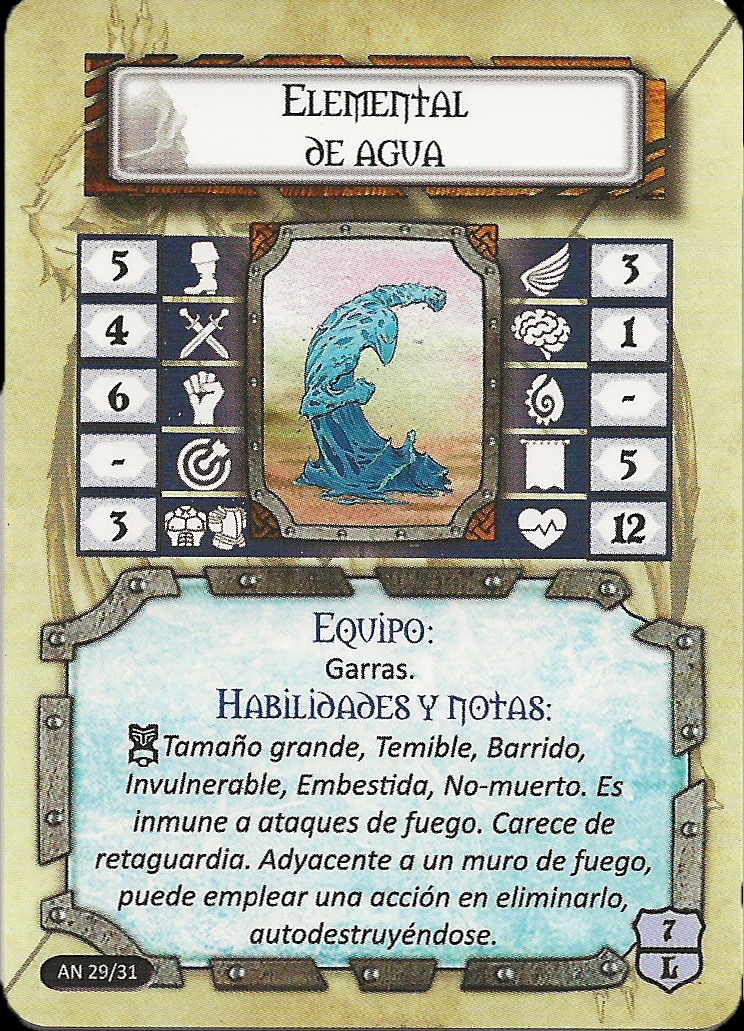 Elemental
de agua
5
4
6
-
3
3
1
-
5
12
Equipo:
Garras.
Habilidades y notas:
Tamaño grande, Temible, Barrido,
Invulnerable, Embestida, No-muerto. Es
inmune a ataques de fuego. Carece de
retaguardia. Adyacente a un muro de fuego,
puede emplear una acción en eliminarlo,
autodestruyéndose.
AN 29/31
7
L